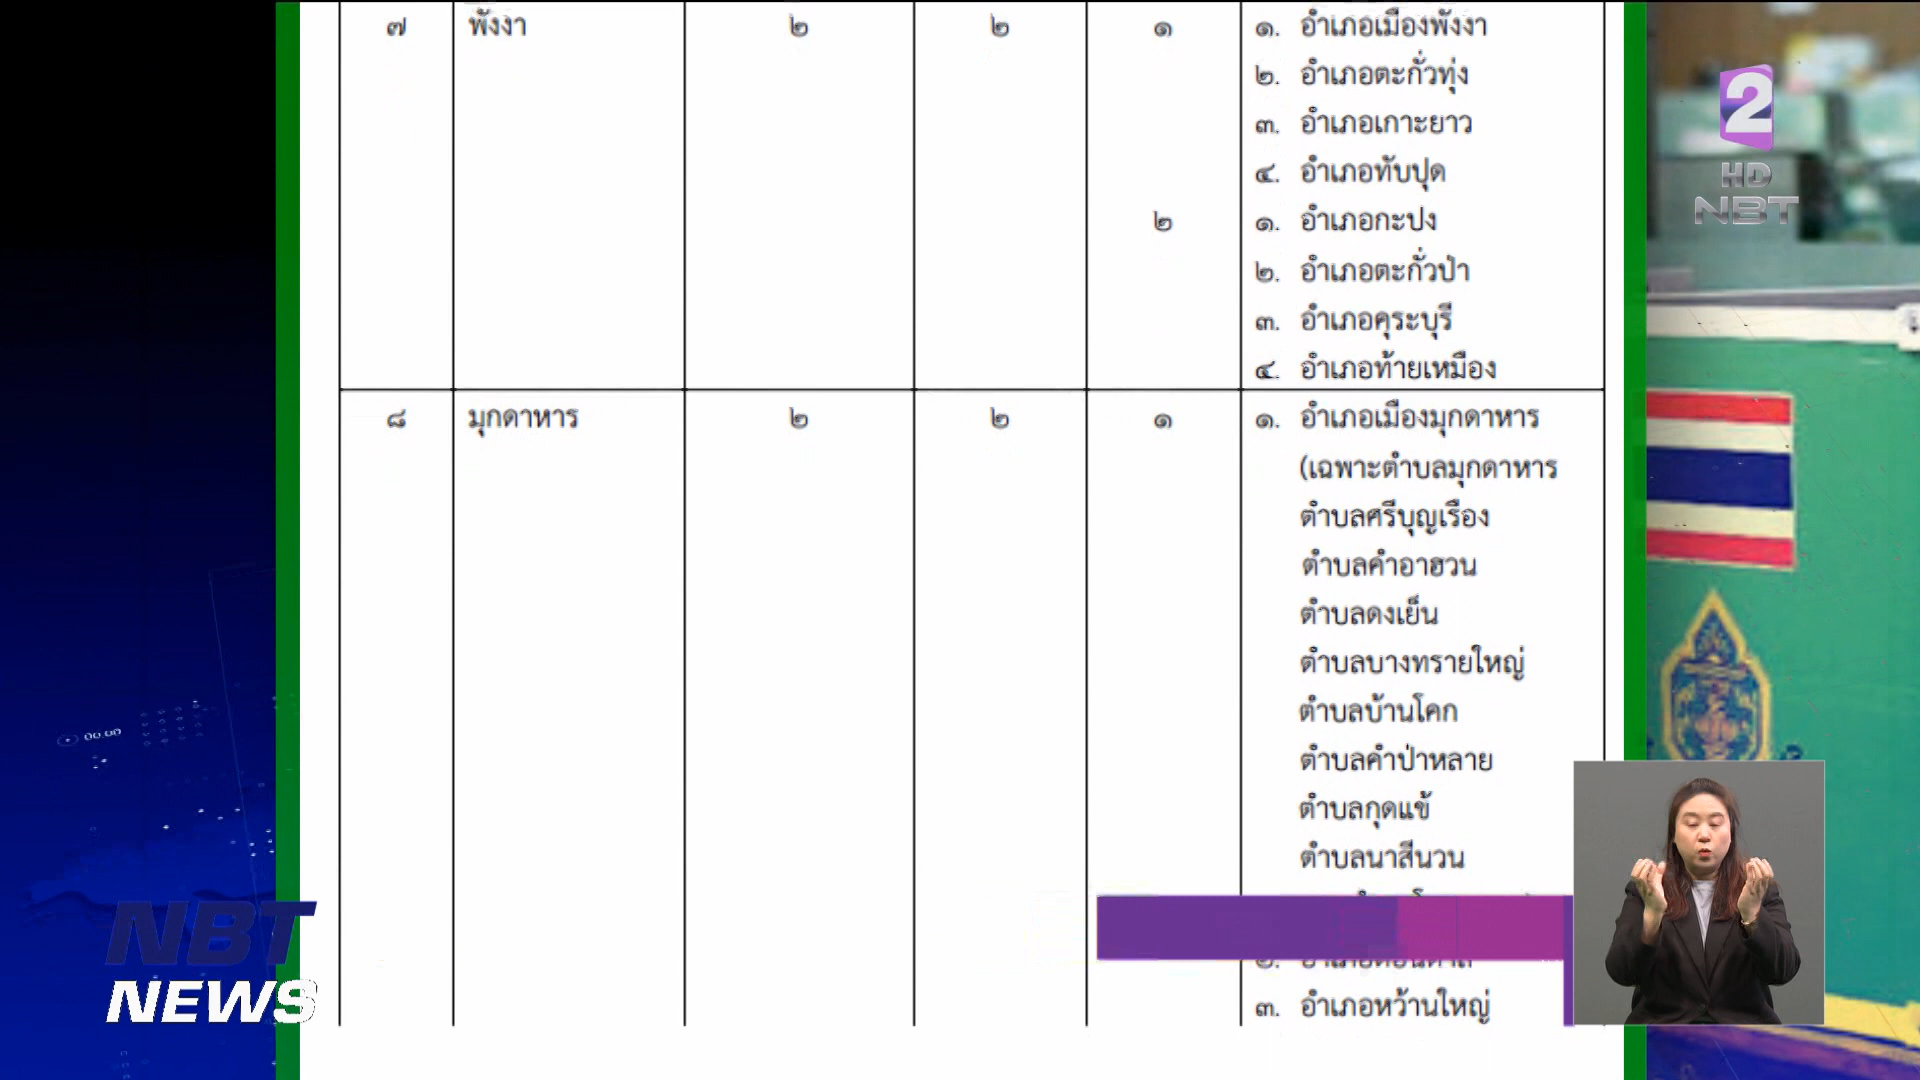 ๗ พังงา ๒ ๒ ๑ ๑. อำเภอเมืองพังงา
๒. อำเภอตะกั่วทุ่ง
๓. อำเภอเกาะยาว
๔. อำเภอทับปุด
๒ ๑. อำเภอกะปง
๒. อำเภอตะกั่วป่า
๓. อำเภอคุระบุรี
๔. อำเภอท้ายเหมือง
๘ มุกดาหาร ๒ ๒ ๑ ๑. อำเภอเมืองมุกดาหาร
(เฉพาะตำบลมุกดาหาร
ตำบลศรีบุญเรือง
ตำบลคำอาฮวน
ตำบลดงเย็น
ตำบลบางทรายใหญ่
ตำบลบ้านโคก
ตำบลคำป่าหลาย
ตำบลกุดแข้
ตำบลนาสีนวน
๓. อำเภอหว้านใหญ่
2
HD
NBT
00.00
NBT
NEWS